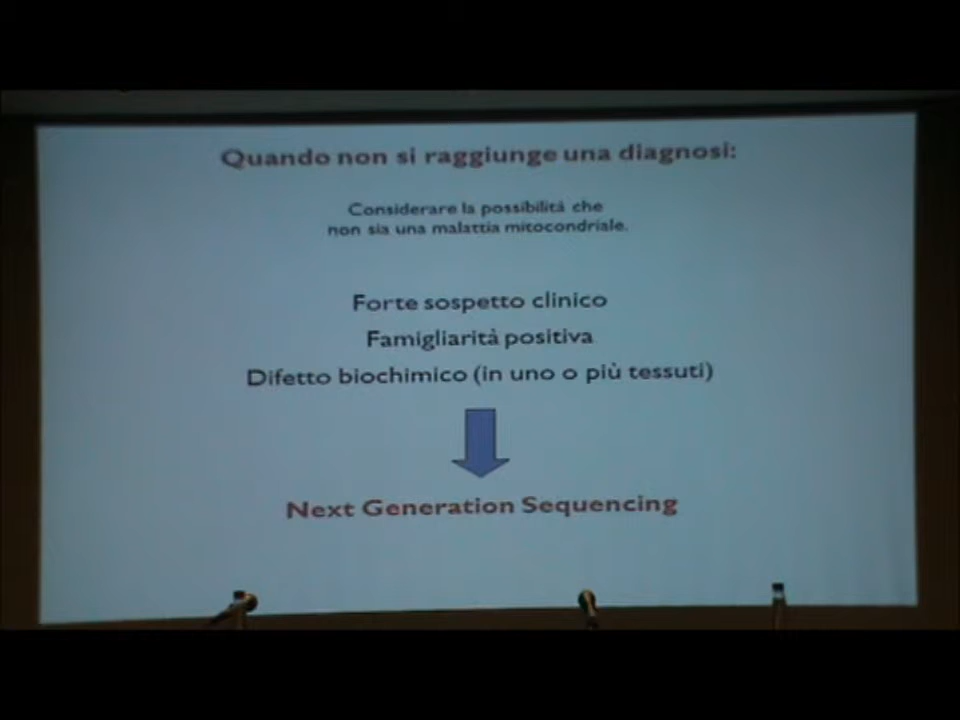 Quando non si raggiunge una diagnosi:
Considerare la possibilità che
non sia una malattia mitocondriale.
Forte sospetto clinico
Famigliarità positiva
Difetto biochimico (in uno o più tessuti)
Next Generation Sequencing